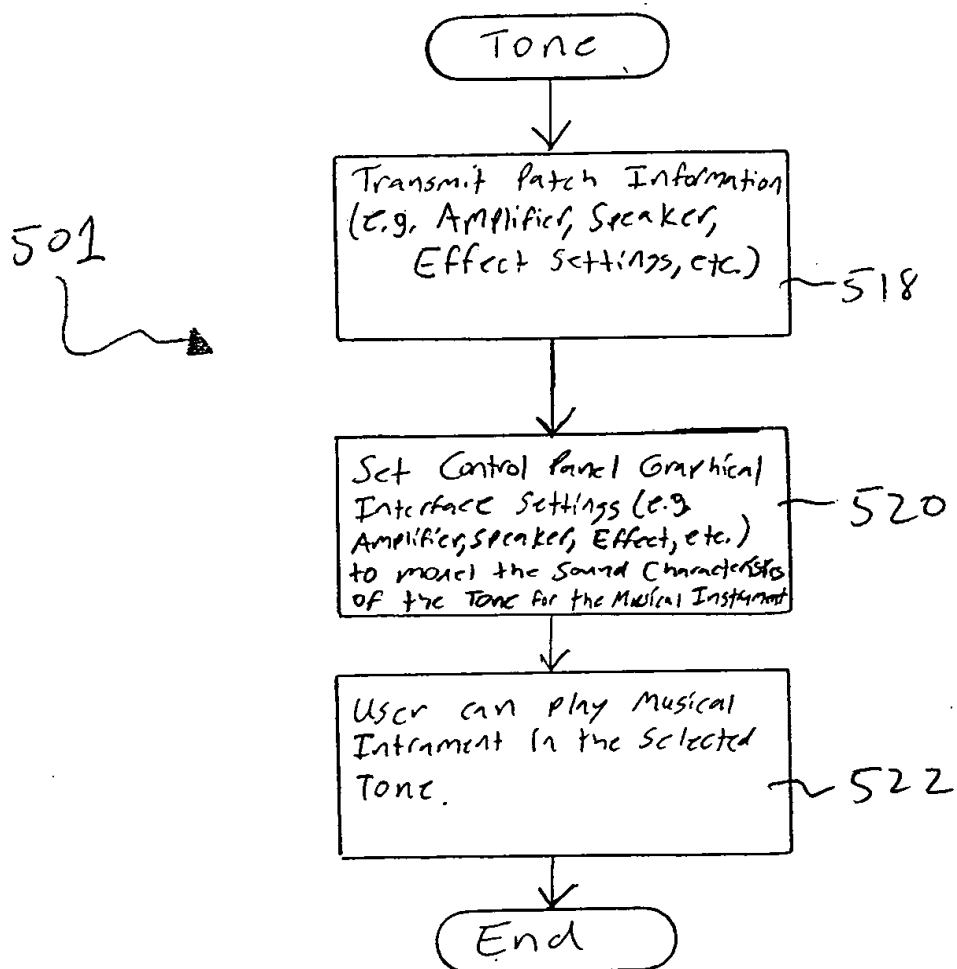 Tone
501
Transmit Patch Information
(e.g. Amplifier, Speaker,
Effect Settings, etc.)
518
Set Control Panel Graphical
Interface Settings (e.g.
Amplifier, Speaker, Effect, etc.)
to model the Sound Characteristics
of the Tone for the Musical Instrument
520
User can play Musical
Intrument in the Selected
Tone.
522
End